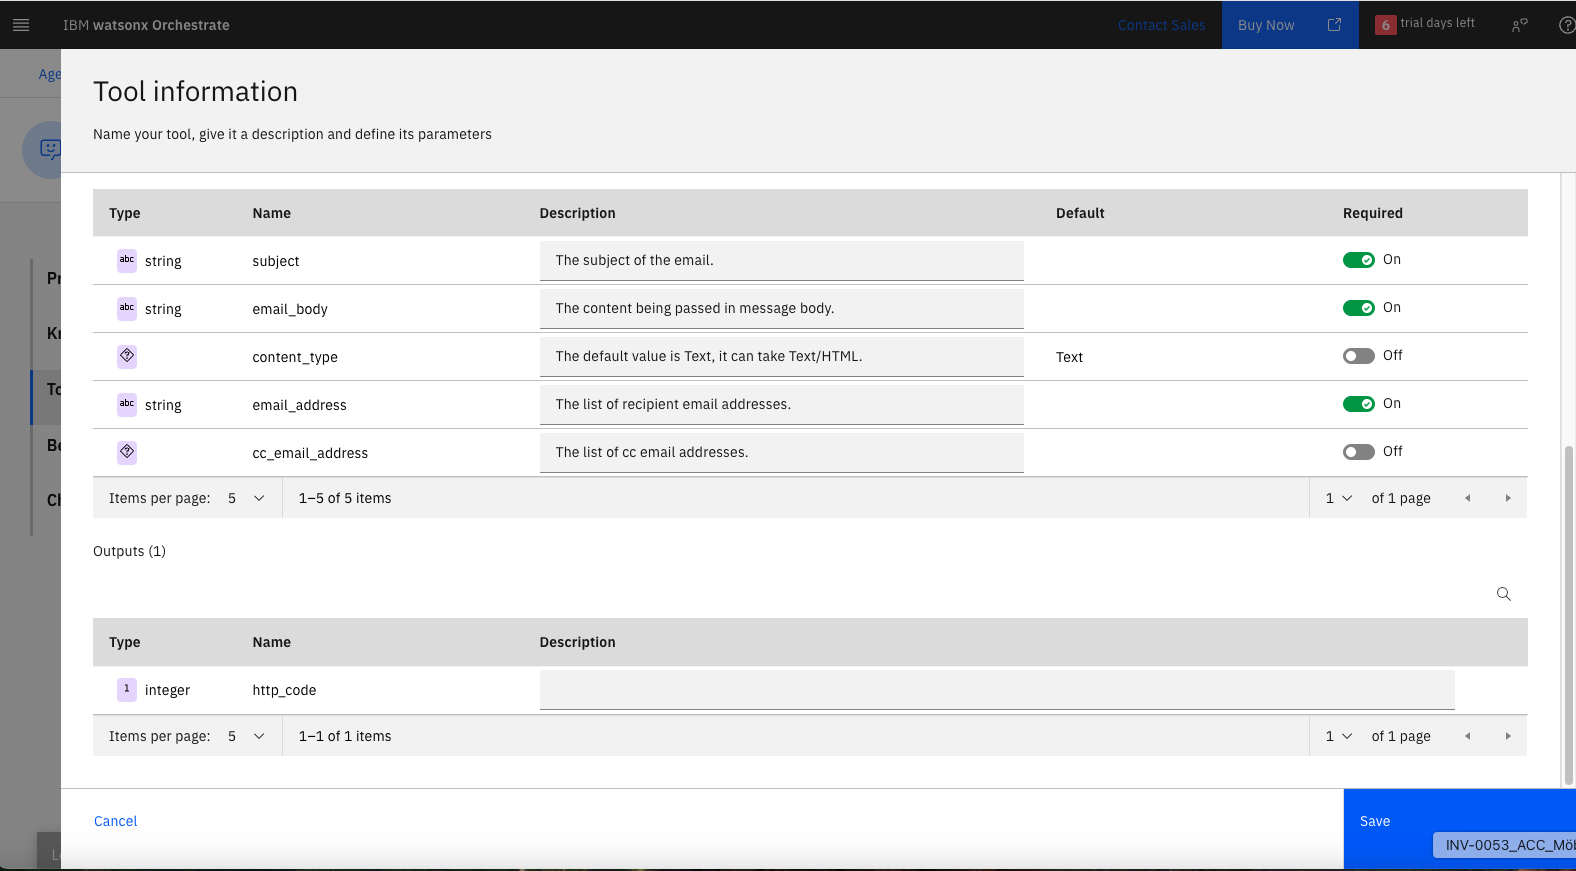 IBM watsonx Orchestrate
Contact Sales
Buy Now
6 trial days left
Age
Tool information
Name your tool, give it a description and define its parameters
Pr
Kn
To
Be
Ch
Type Name Description Default Required
abc string subject The subject of the email. On
abc string email_body The content being passed in message body. On
content_type The default value is Text, it can take Text/HTML. Text Off
abc string email_address The list of recipient email addresses. On
cc_email_address The list of cc email addresses. Off
Items per page: 5 1–5 of 5 items 1 of 1 page
Outputs (1)
Type Name Description
1 integer http_code
Items per page: 5 1–1 of 1 items 1 of 1 page
Cancel
Save
INV-0053_ACC_Möb